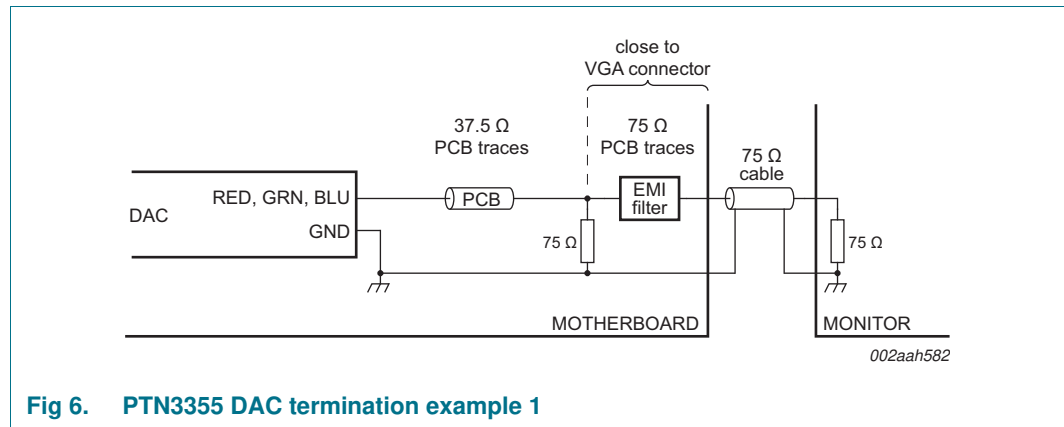 close to
VGA connector
37.5 Ω
PCB traces
75 Ω
PCB traces
75 Ω
cable
DAC
RED, GRN, BLU
GND
PCB
EMI
filter
75 Ω
75 Ω
MOTHERBOARD
MONITOR
002aah582
Fig 6. PTN3355 DAC termination example 1